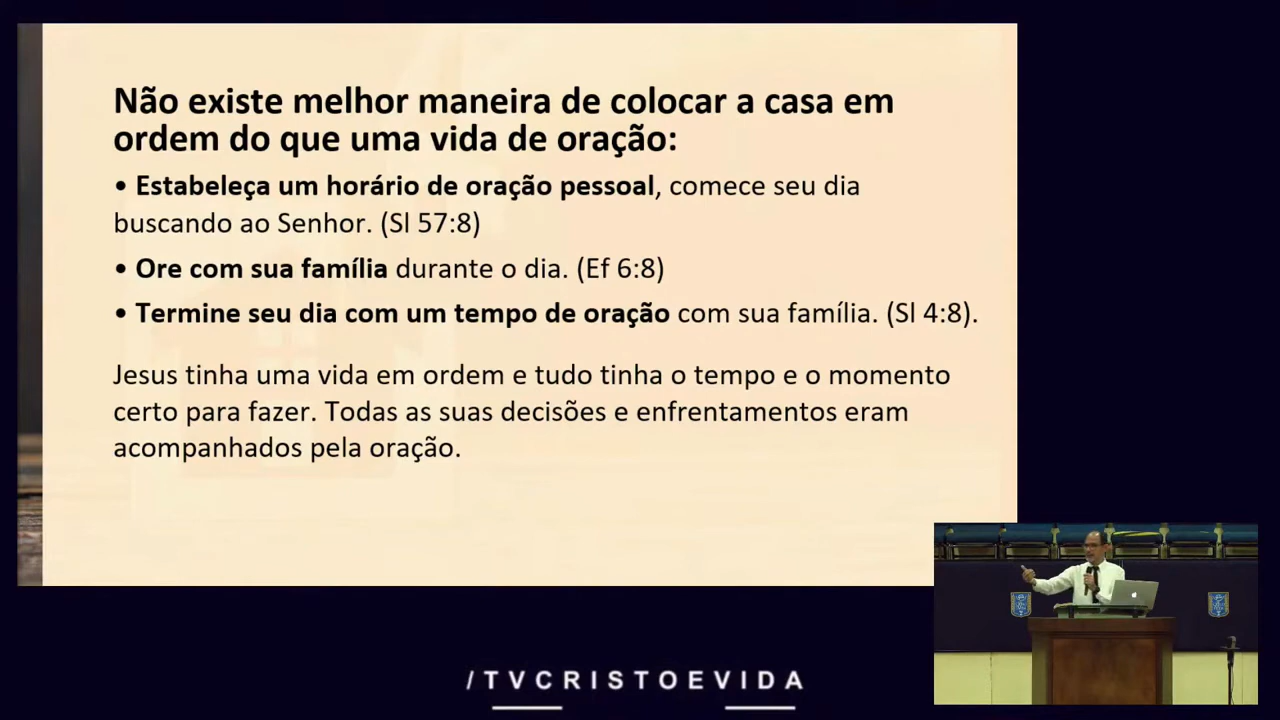 Não existe melhor maneira de colocar a casa em
ordem do que uma vida de oração:
• Estabeleça um horário de oração pessoal, comece seu dia
buscando ao Senhor. (Sl 57:8)
• Ore com sua família durante o dia. (Ef 6:8)
• Termine seu dia com um tempo de oração com sua família. (Sl 4:8).
Jesus tinha uma vida em ordem e tudo tinha o tempo e o momento
certo para fazer. Todas as suas decisões e enfrentamentos eram
acompanhados pela oração.
/TVCRISTOEVIDA